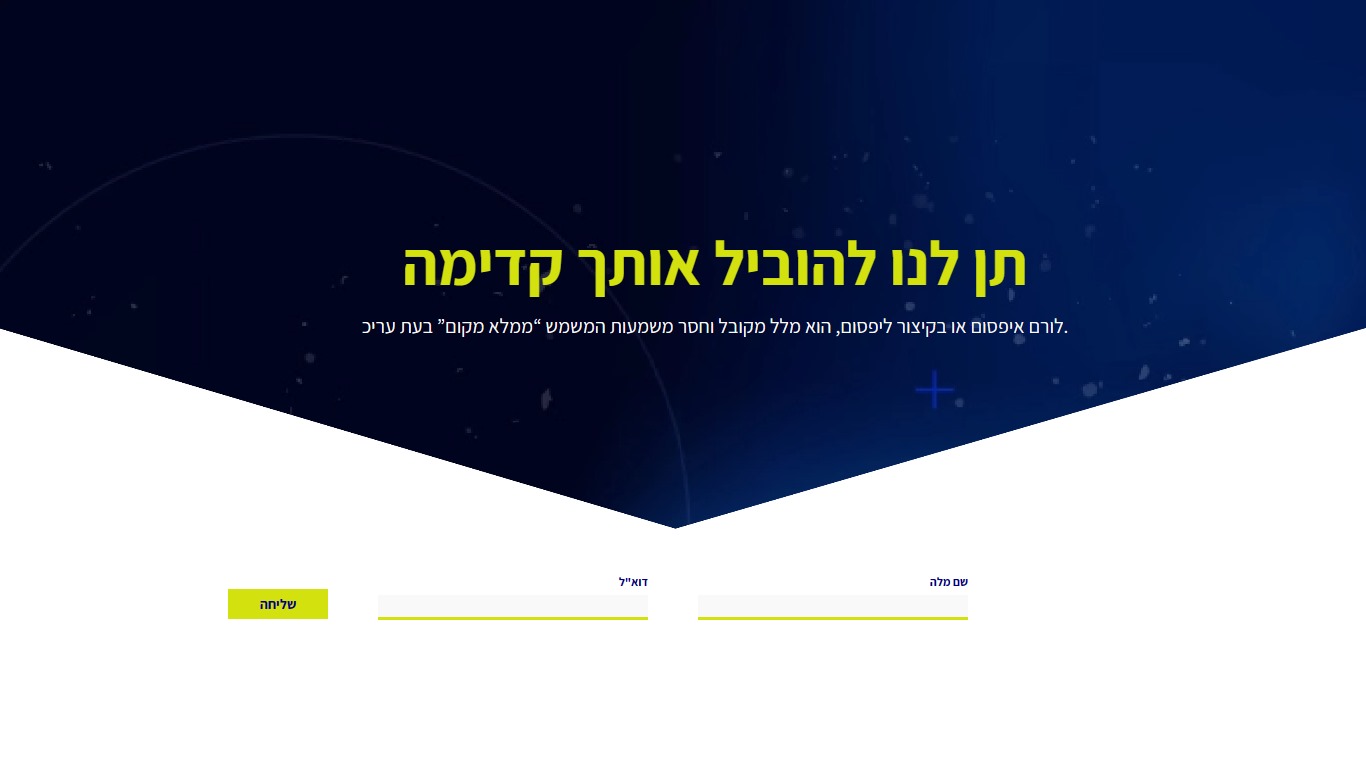 תן לנו להוביל אותך קדימה
לורם איפסום או בקיצור ליפסום, הוא מלל מקובל וחסר משמעות המשמש “ממלא מקום” בעת עריכ.
שם מלה
דוא"ל
שליחה